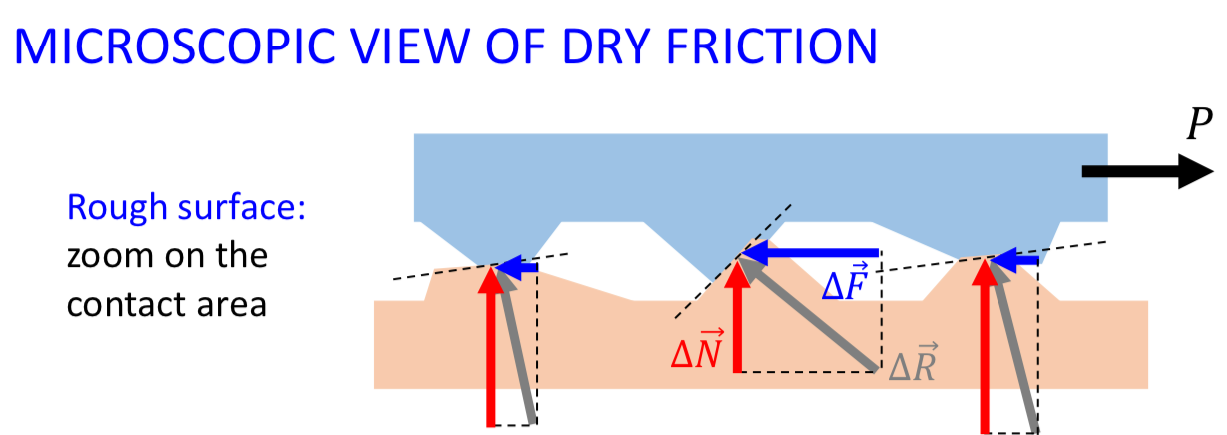 MICROSCOPIC VIEW OF DRY FRICTION
P
Rough surface:
zoom on the
contact area
ΔF⃗
ΔN⃗
ΔR⃗